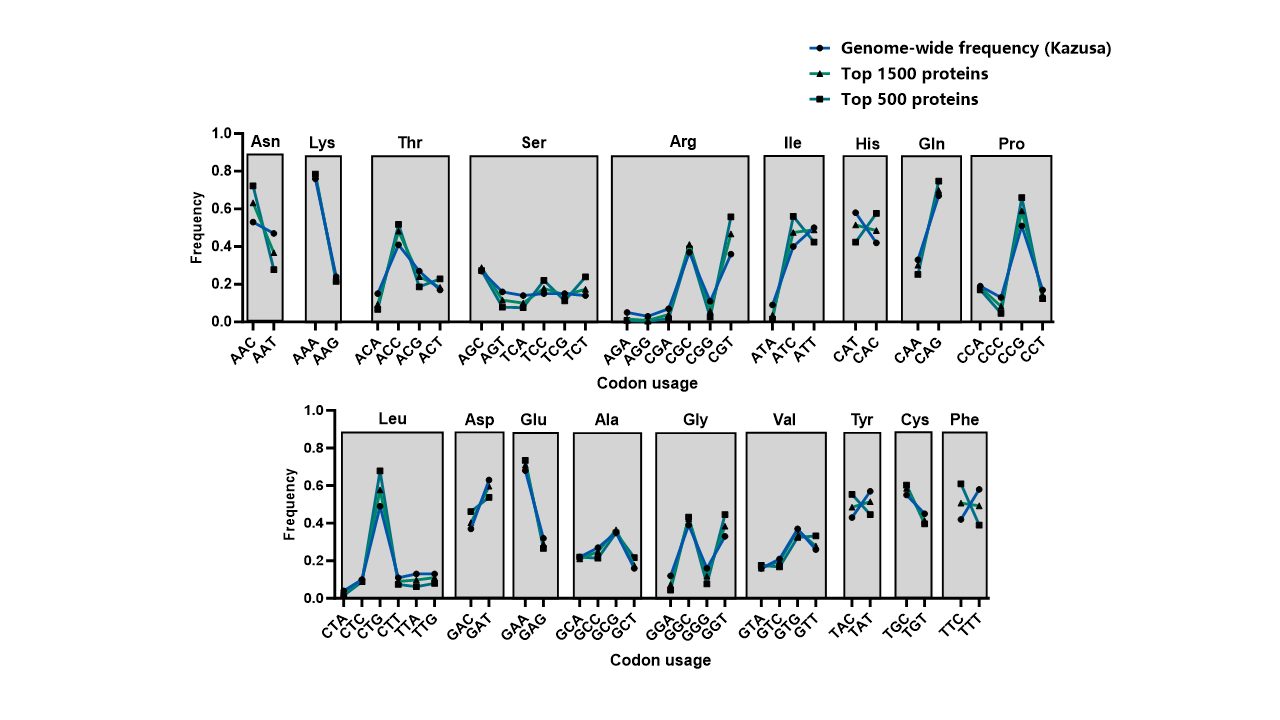 Genome-wide frequency (Kazusa)
Top 1500 proteins
Top 500 proteins
Asn Lys Thr Ser Arg Ile His Gln Pro
1.0
0.8
0.6
0.4
0.2
0.0
Frequency
AAC AAT AAA AAG ACA ACC ACG ACT AGC AGT TCA TCC TCG TCT AGA AGG CGA CGC CGG CGT ATA ATC ATT CAT CAC CAA CAG CCA CCC CCG CCT
Codon usage
Leu Asp Glu Ala Gly Val Tyr Cys Phe
1.0
0.8
0.6
0.4
0.2
0.0
Frequency
CTA CTC CTG CTT TTA TTG GAC GAT GAA GAG GCA GCC GCG GCT GGA GGC GGG GGT GTA GTC GTG GTT TAC TAT TGC TGT TTC TTT
Codon usage